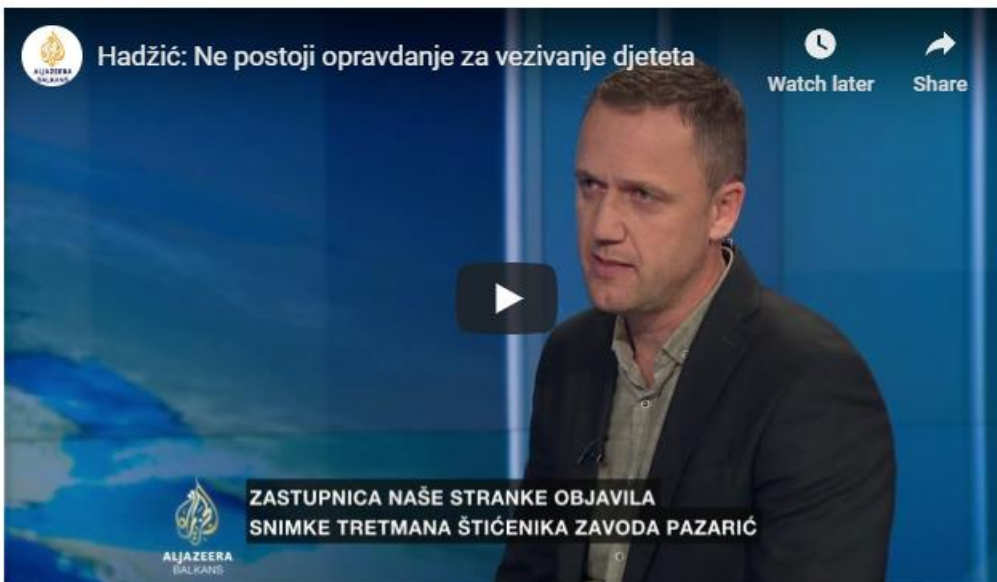 Hadžić: Ne postoji opravdanje za vezivanje djeteta
Watch later
Share
ALJAZEERA
BALKANS
ZASTUPNICA NAŠE STRANKE OBJAVILA
SNIMKE TRETMANA ŠTIĆENIKA ZAVODA PAZARIĆ
ALJAZEERA
BALKANS